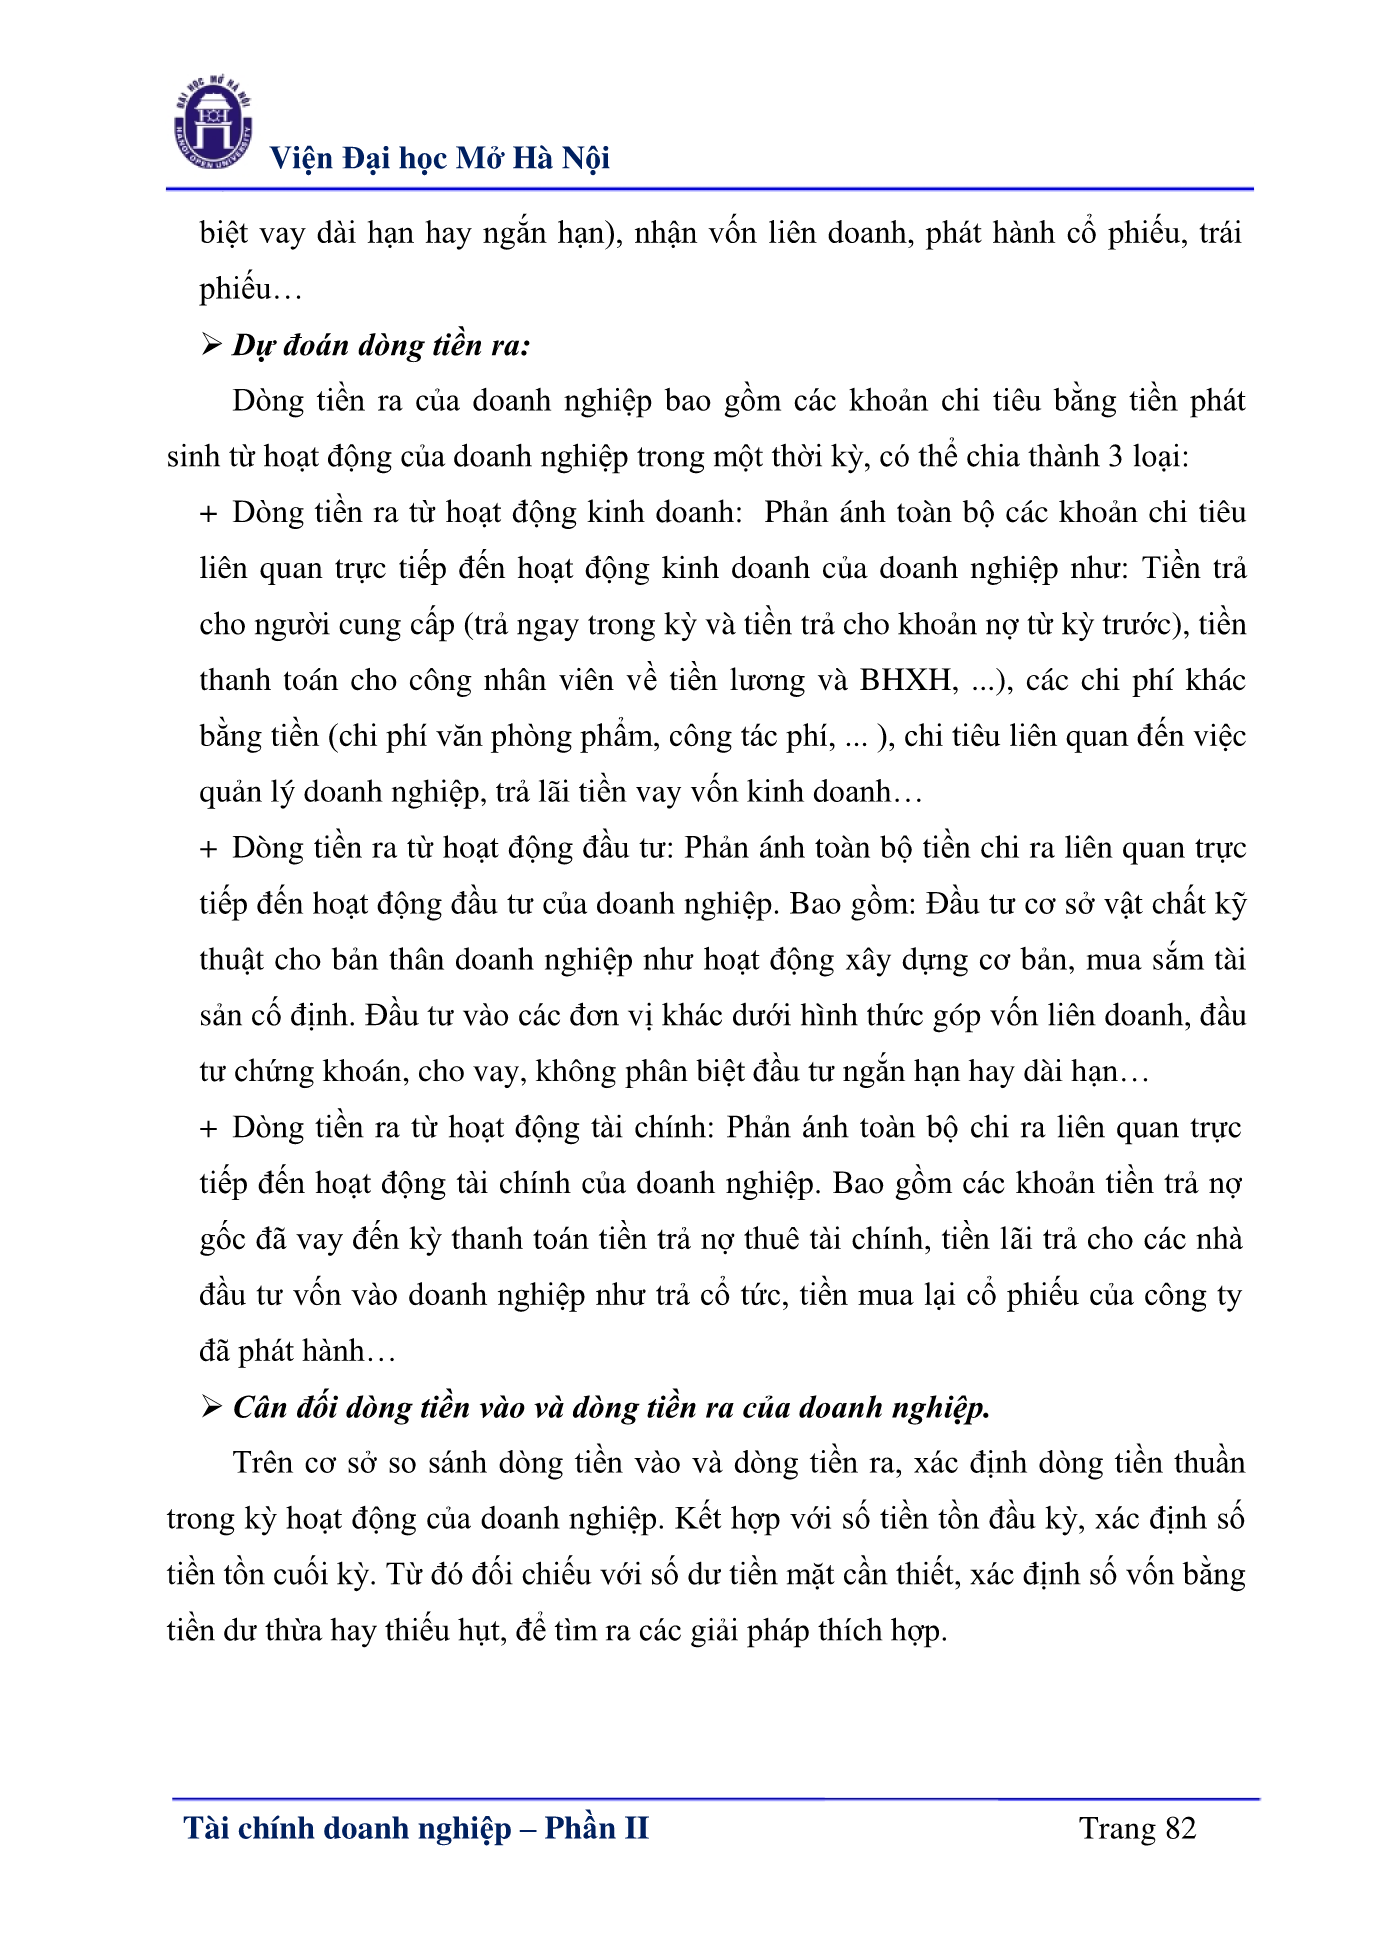 ĐẠI HỌC MỞ HÀ NỘI
HANOI OPEN UNIVERSITY
Viện Đại học Mở Hà Nội
biệt vay dài hạn hay ngắn hạn), nhận vốn liên doanh, phát hành cổ phiếu, trái
phiếu…
➢ Dự đoán dòng tiền ra:
Dòng tiền ra của doanh nghiệp bao gồm các khoản chi tiêu bằng tiền phát
sinh từ hoạt động của doanh nghiệp trong một thời kỳ, có thể chia thành 3 loại:
+ Dòng tiền ra từ hoạt động kinh doanh:  Phản ánh toàn bộ các khoản chi tiêu
liên quan trực tiếp đến hoạt động kinh doanh của doanh nghiệp như: Tiền trả
cho người cung cấp (trả ngay trong kỳ và tiền trả cho khoản nợ từ kỳ trước), tiền
thanh toán cho công nhân viên về tiền lương và BHXH, ...), các chi phí khác
bằng tiền (chi phí văn phòng phẩm, công tác phí, ... ), chi tiêu liên quan đến việc
quản lý doanh nghiệp, trả lãi tiền vay vốn kinh doanh…
+ Dòng tiền ra từ hoạt động đầu tư: Phản ánh toàn bộ tiền chi ra liên quan trực
tiếp đến hoạt động đầu tư của doanh nghiệp. Bao gồm: Đầu tư cơ sở vật chất kỹ
thuật cho bản thân doanh nghiệp như hoạt động xây dựng cơ bản, mua sắm tài
sản cố định. Đầu tư vào các đơn vị khác dưới hình thức góp vốn liên doanh, đầu
tư chứng khoán, cho vay, không phân biệt đầu tư ngắn hạn hay dài hạn…
+ Dòng tiền ra từ hoạt động tài chính: Phản ánh toàn bộ chi ra liên quan trực
tiếp đến hoạt động tài chính của doanh nghiệp. Bao gồm các khoản tiền trả nợ
gốc đã vay đến kỳ thanh toán tiền trả nợ thuê tài chính, tiền lãi trả cho các nhà
đầu tư vốn vào doanh nghiệp như trả cổ tức, tiền mua lại cổ phiếu của công ty
đã phát hành…
➢ Cân đối dòng tiền vào và dòng tiền ra của doanh nghiệp.
Trên cơ sở so sánh dòng tiền vào và dòng tiền ra, xác định dòng tiền thuần
trong kỳ hoạt động của doanh nghiệp. Kết hợp với số tiền tồn đầu kỳ, xác định số
tiền tồn cuối kỳ. Từ đó đối chiếu với số dư tiền mặt cần thiết, xác định số vốn bằng
tiền dư thừa hay thiếu hụt, để tìm ra các giải pháp thích hợp.
Tài chính doanh nghiệp – Phần II
Trang 82